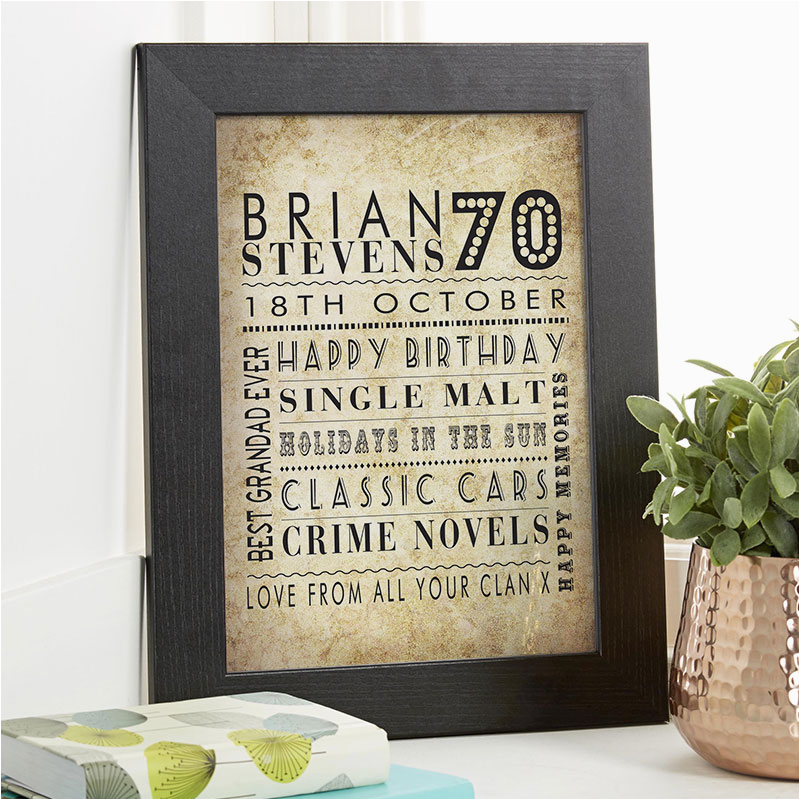 BRIAN 70
STEVENS
18TH OCTOBER
BEST GRANDAD EVER
HAPPY BIRTHDAY
SINGLE MALT
HOLIDAYS IN THE SUN
CLASSIC CARS
CRIME NOVELS
HAPPY MEMORIES
LOVE FROM ALL YOUR CLAN X